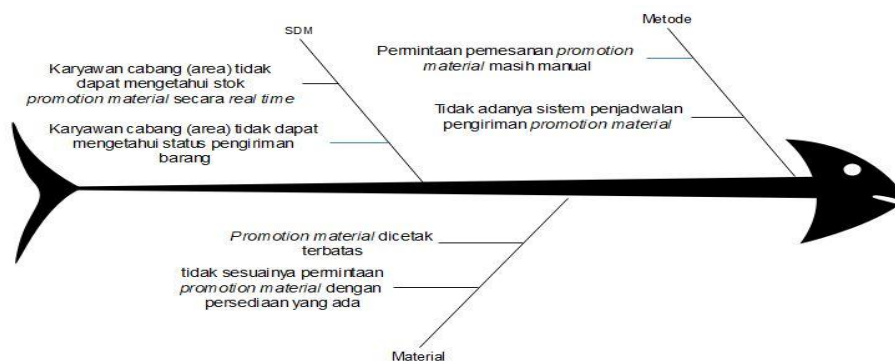 SDM
Karyawan cabang (area) tidak
dapat mengetahui stok
promotion material secara real time
Karyawan cabang (area) tidak dapat
mengetahui status pengiriman
barang
Metode
Permintaan pemesanan promotion
material masih manual
Tidak adanya sistem penjadwalan
pengiriman promotion material
Promotion material dicetak
terbatas
tidak sesuainya permintaan
promotion material dengan
persediaan yang ada
Material